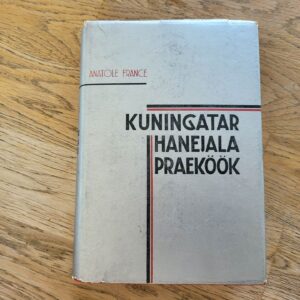 ANATOLE FRANCE
KUNINGATAR
HANEIALA
PRAEKÖÖK